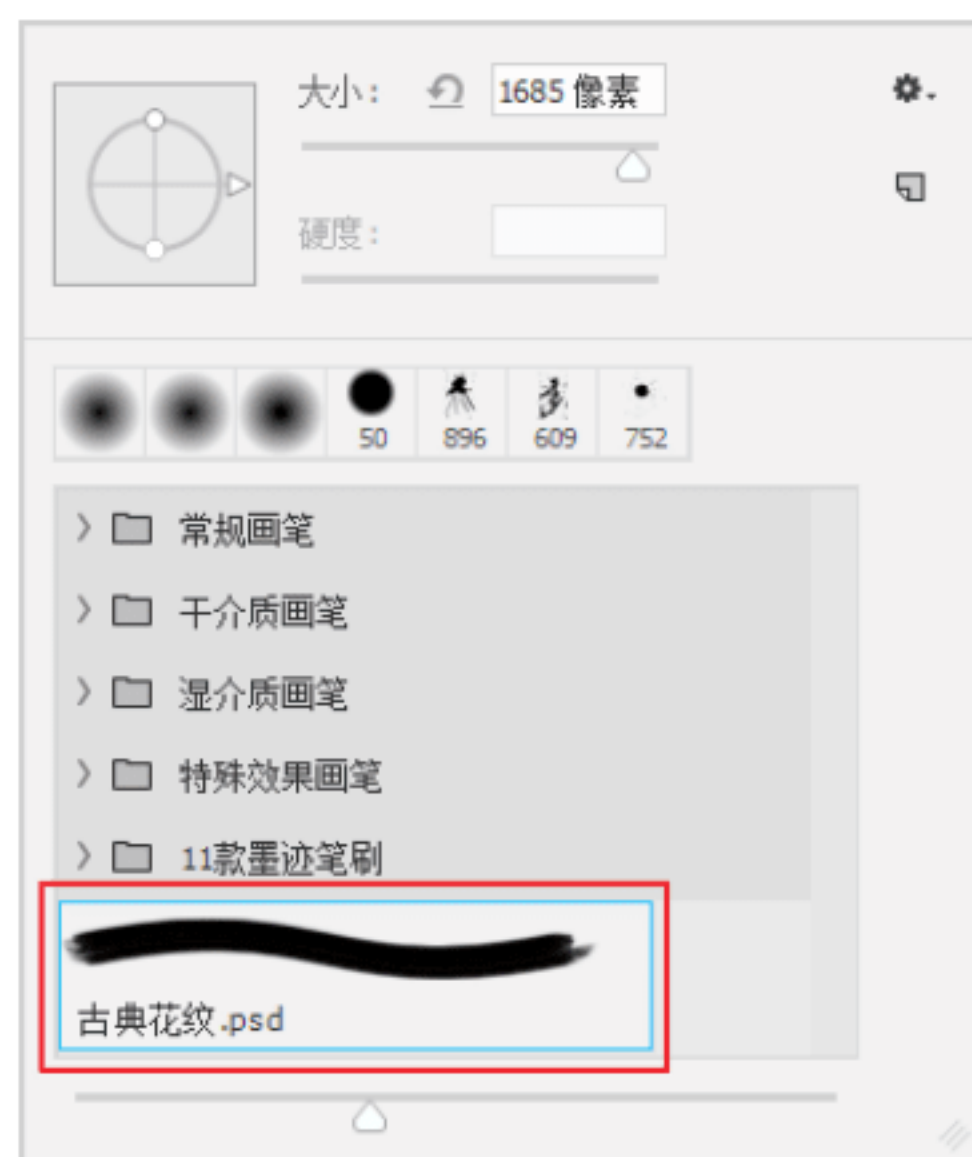 大小： 1685 像素
硬度：
50 896 609 752
常规画笔
干介质画笔
湿介质画笔
特殊效果画笔
11款墨迹笔刷
古典花纹.psd